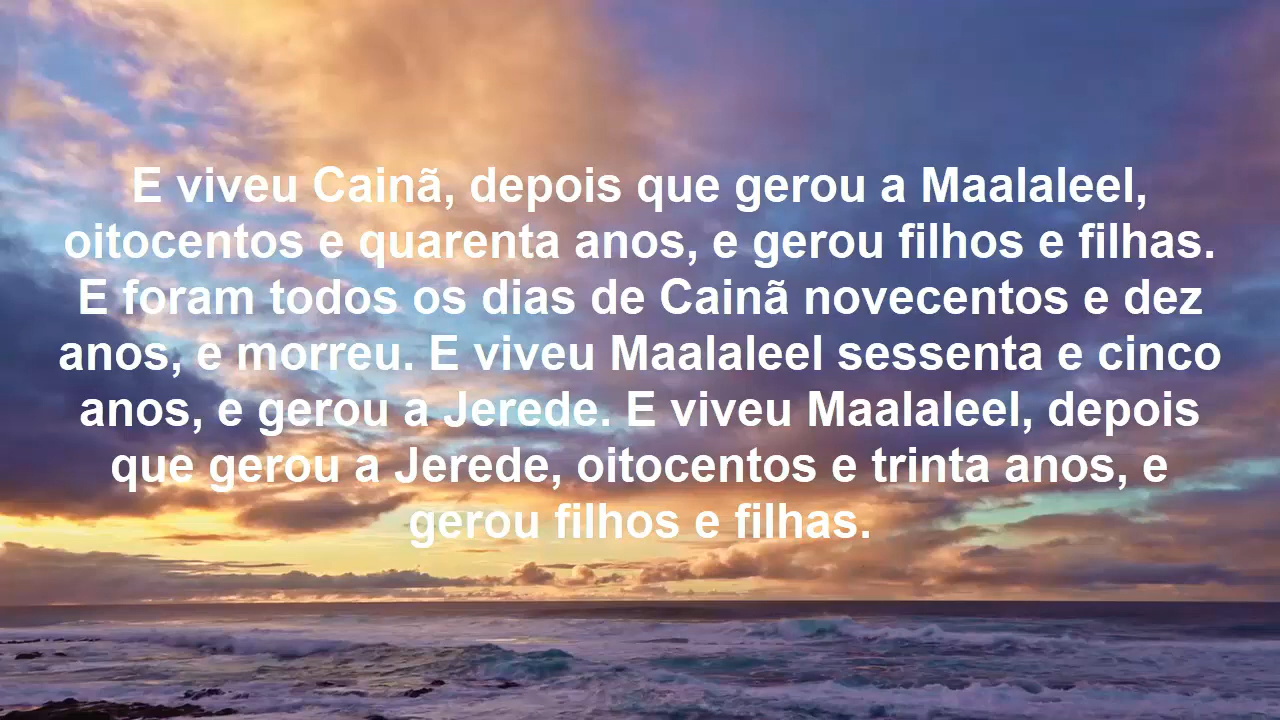 E viveu Cainã, depois que gerou a Maalaleel,
oitocentos e quarenta anos, e gerou filhos e filhas.
E foram todos os dias de Cainã novecentos e dez
anos, e morreu. E viveu Maalaleel sessenta e cinco
anos, e gerou a Jerede. E viveu Maalaleel, depois
que gerou a Jerede, oitocentos e trinta anos, e
gerou filhos e filhas.